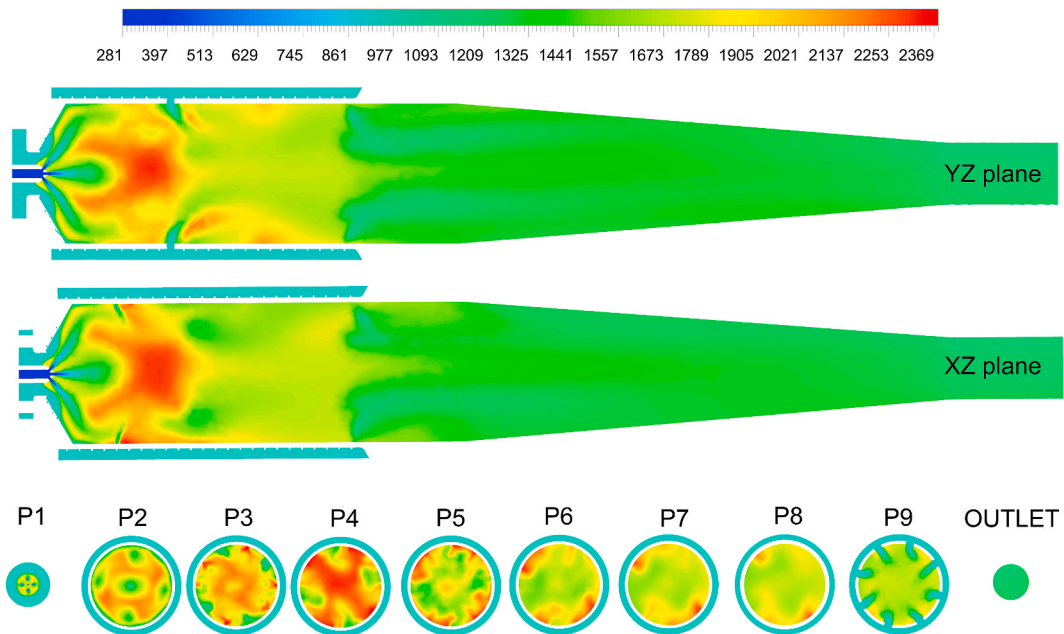 281 397 513 629 745 861 977 1093 1209 1325 1441 1557 1673 1789 1905 2021 2137 2253 2369
YZ plane
XZ plane
P1 P2 P3 P4 P5 P6 P7 P8 P9 OUTLET